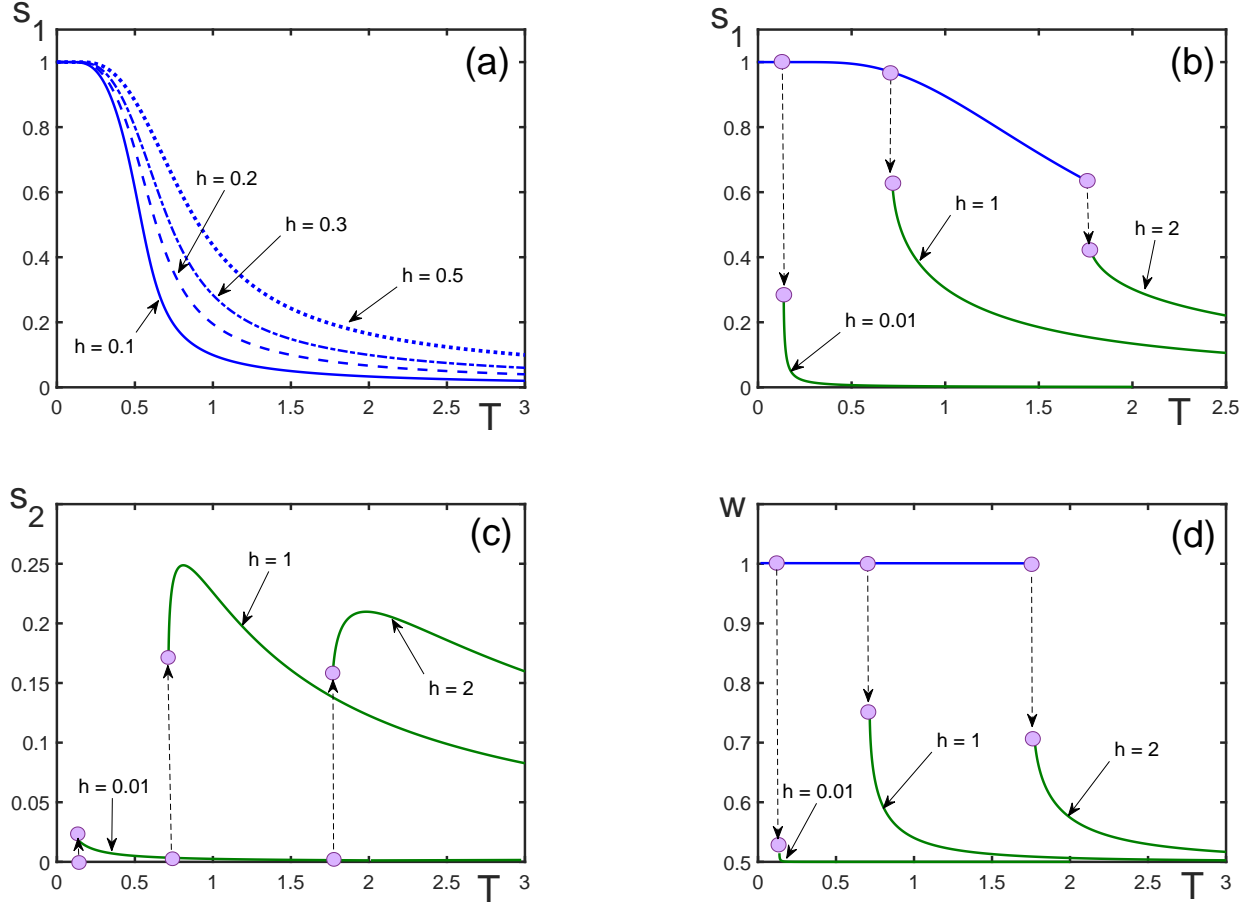 s1
(a)
1
0.8
0.6
0.4
0.2
0
h = 0.2
h = 0.3
h = 0.5
h = 0.1
0 0.5 1 1.5 2 2.5 3
T
s1
(b)
1
1
0.8
0.6
0.4
0.2
0
h = 1
h = 2
h = 0.01
0 0.5 1 1.5 2 2.5
T
s2
(c)
0.25
0.2
0.15
0.1
0.05
0
h = 1
h = 2
h = 0.01
0 0.5 1 1.5 2 2.5 3
T
w
(d)
1
0.9
0.8
0.7
0.6
0.5
h = 1
h = 2
h = 0.01
0 0.5 1 1.5 2 2.5 3
T